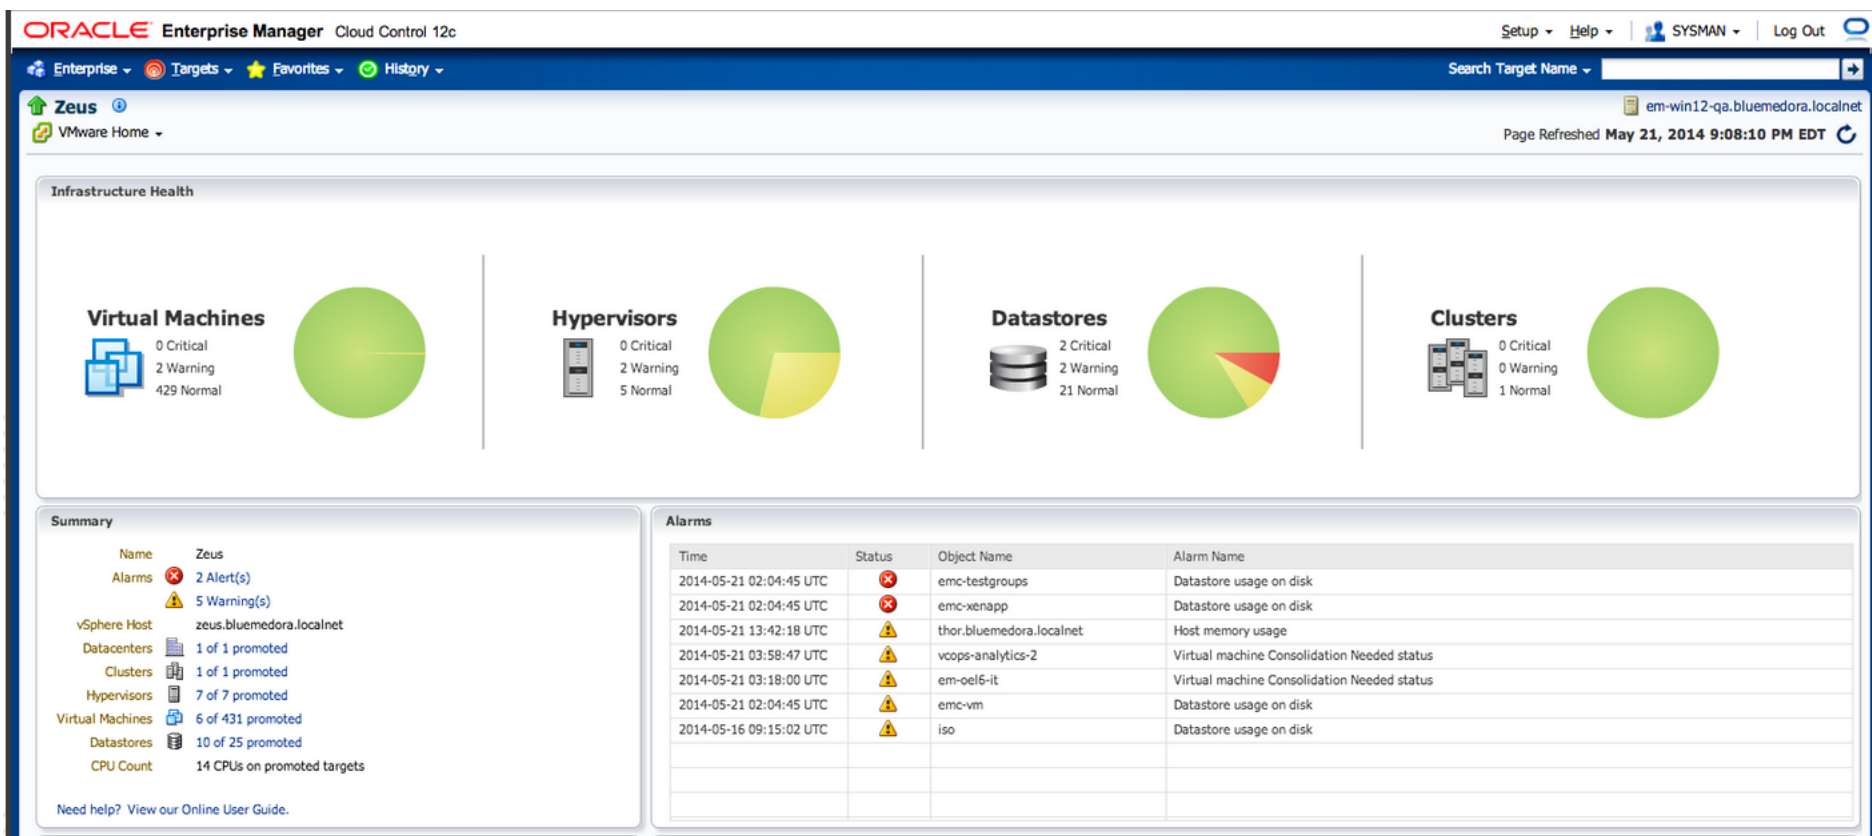 ORACLE Enterprise Manager Cloud Control 12c
Setup Help SYSMAN Log Out
Enterprise Targets Favorites History Search Target Name
Zeus
em-win12-qa.bluemedora.localnet
VMware Home
Page Refreshed May 21, 2014 9:08:10 PM EDT
Infrastructure Health
Virtual Machines
0 Critical
2 Warning
429 Normal
Hypervisors
0 Critical
2 Warning
5 Normal
Datastores
2 Critical
2 Warning
21 Normal
Clusters
0 Critical
0 Warning
1 Normal
Summary
Name Zeus
Alarms 2 Alert(s)
5 Warning(s)
vSphere Host zeus.bluemedora.localnet
Datacenters 1 of 1 promoted
Clusters 1 of 1 promoted
Hypervisors 7 of 7 promoted
Virtual Machines 6 of 431 promoted
Datastores 10 of 25 promoted
CPU Count 14 CPUs on promoted targets
Need help? View our Online User Guide.
Alarms
Time Status Object Name Alarm Name
2014-05-21 02:04:45 UTC emc-testgroups Datastore usage on disk
2014-05-21 02:04:45 UTC emc-xenapp Datastore usage on disk
2014-05-21 13:42:18 UTC thor.bluemedora.localnet Host memory usage
2014-05-21 03:58:47 UTC vcops-analytics-2 Virtual machine Consolidation Needed status
2014-05-21 03:18:00 UTC em-oel6-it Virtual machine Consolidation Needed status
2014-05-21 02:04:45 UTC emc-vm Datastore usage on disk
2014-05-16 09:15:02 UTC iso Datastore usage on disk